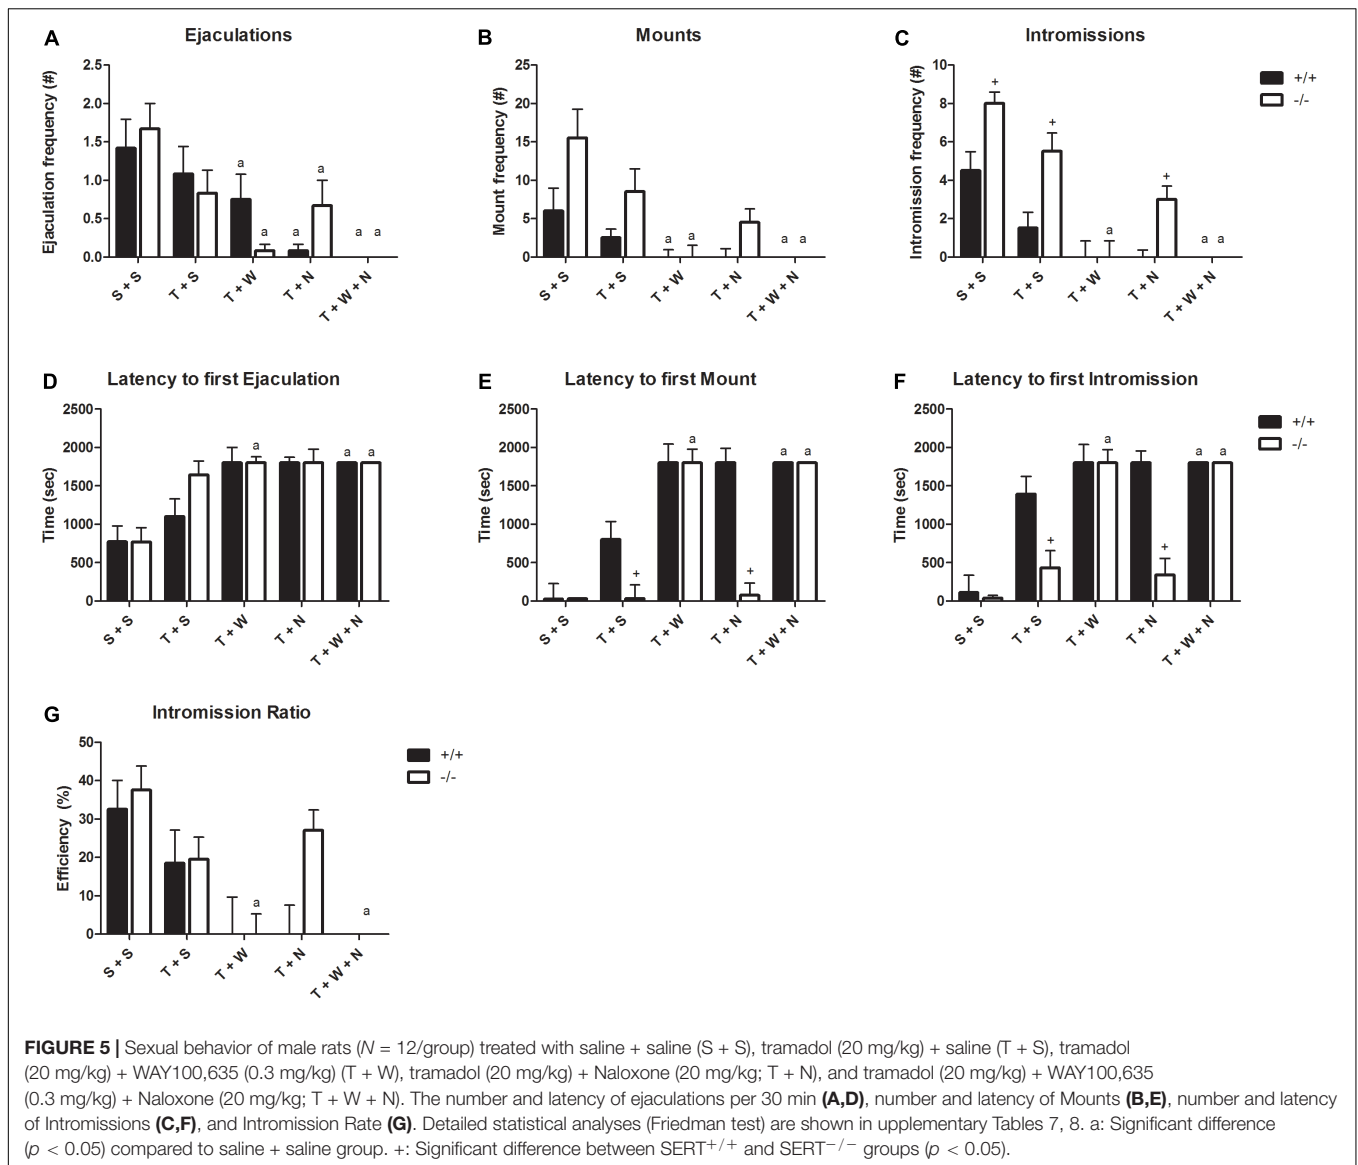 A Ejaculations
Ejaculation frequency (#)
2.5
2.0
1.5
1.0
0.5
0.0
a
a
a
a
a a
S + S
T + S
T + W
T + N
T + W + N
B Mounts
Mount frequency (#)
25
20
15
10
5
0
a a
a a
S + S
T + S
T + W
T + N
T + W + N
C Intromissions
Intromission frequency (#)
10
8
6
4
2
0
+
+
a
+
a a
S + S
T + S
T + W
T + N
T + W + N
+/+
-/-
D Latency to first Ejaculation
Time (sec)
2500
2000
1500
1000
500
0
a
a a
S + S
T + S
T + W
T + N
T + W + N
E Latency to first Mount
Time (sec)
2500
2000
1500
1000
500
0
+
a
+
a a
S + S
T + S
T + W
T + N
T + W + N
F Latency to first Intromission
Time (sec)
2500
2000
1500
1000
500
0
+
a
+
a a
S + S
T + S
T + W
T + N
T + W + N
+/+
-/-
G Intromission Ratio
Efficiency (%)
50
40
30
20
10
0
a
a
S + S
T + S
T + W
T + N
T + W + N
+/+
-/-
FIGURE 5 | Sexual behavior of male rats (N = 12/group) treated with saline + saline (S + S), tramadol (20 mg/kg) + saline (T + S), tramadol
(20 mg/kg) + WAY100,635 (0.3 mg/kg) (T + W), tramadol (20 mg/kg) + Naloxone (20 mg/kg; T + N), and tramadol (20 mg/kg) + WAY100,635
(0.3 mg/kg) + Naloxone (20 mg/kg; T + W + N). The number and latency of ejaculations per 30 min (A,D), number and latency of Mounts (B,E), number and latency
of Intromissions (C,F), and Intromission Rate (G). Detailed statistical analyses (Friedman test) are shown in upplementary Tables 7, 8. a: Significant difference
(p < 0.05) compared to saline + saline group. +: Significant difference between SERT+/+ and SERT−/− groups (p < 0.05).